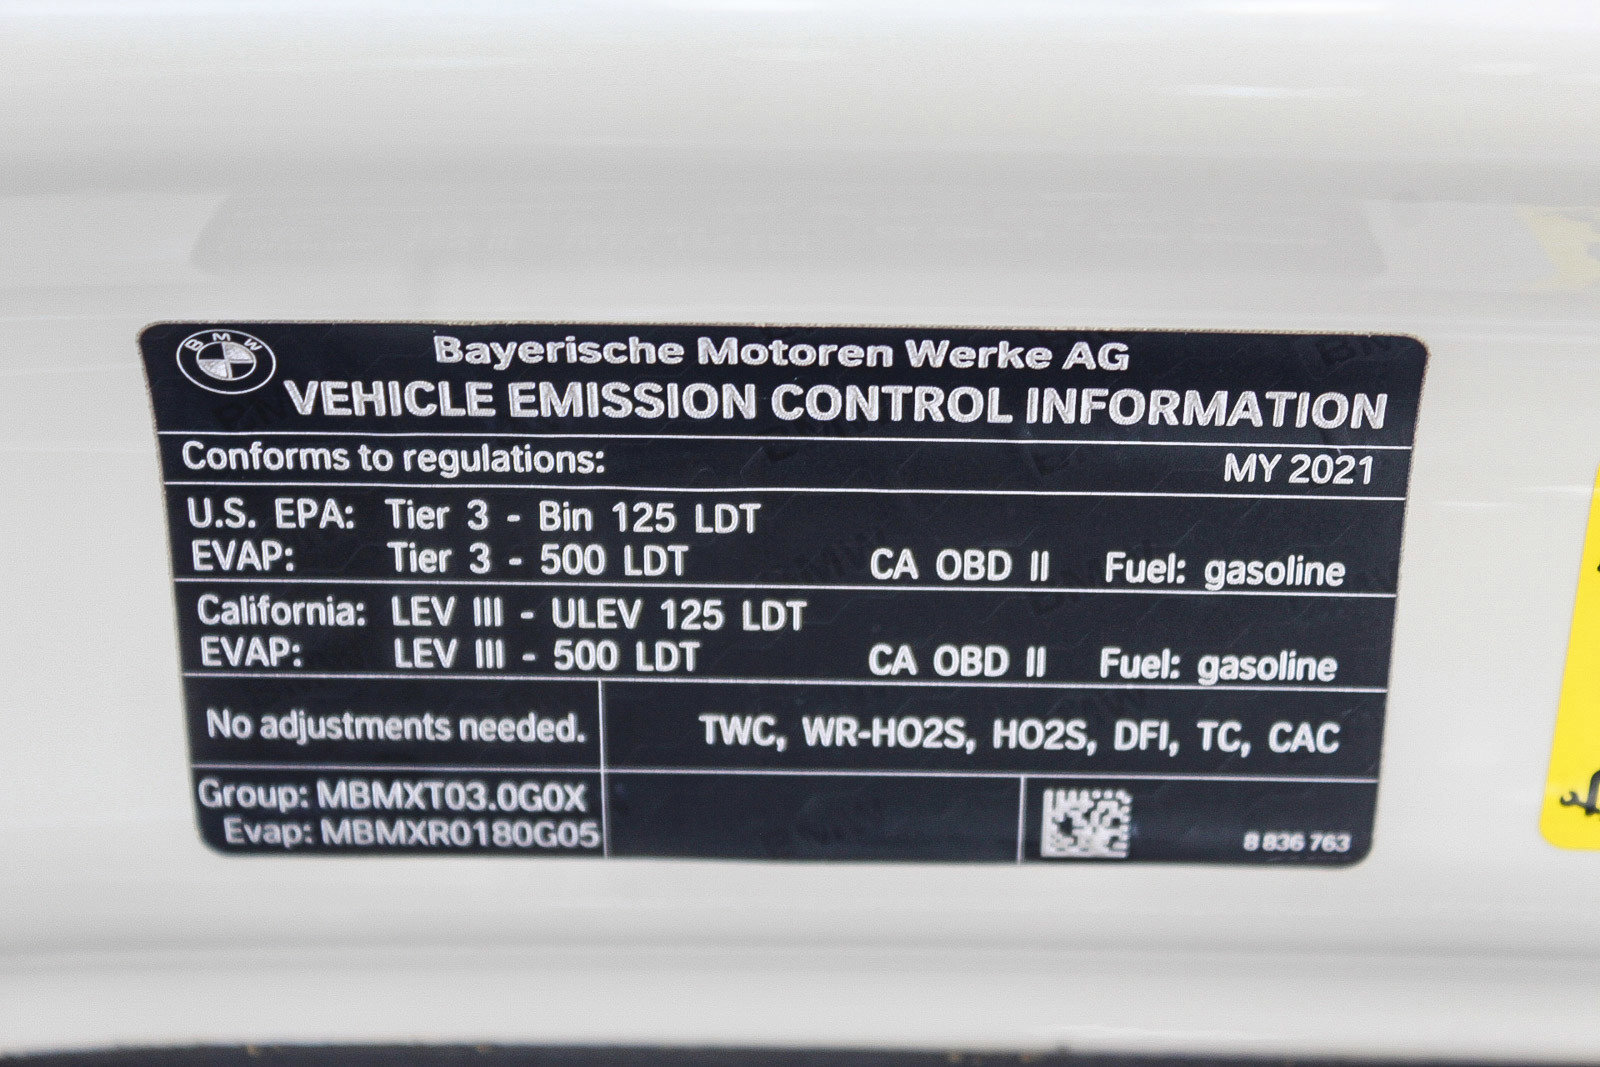 BMW
Bayerische Motoren Werke AG
VEHICLE EMISSION CONTROL INFORMATION
Conforms to regulations: MY 2021
U.S. EPA: Tier 3 - Bin 125 LDT
EVAP: Tier 3 - 500 LDT CA OBD II Fuel: gasoline
California: LEV III - ULEV 125 LDT
EVAP: LEV III - 500 LDT CA OBD II Fuel: gasoline
No adjustments needed. TWC, WR-HO2S, HO2S, DFI, TC, CAC
Group: MBMXT03.0G0X
Evap: MBMXR0180G05 8 836 763